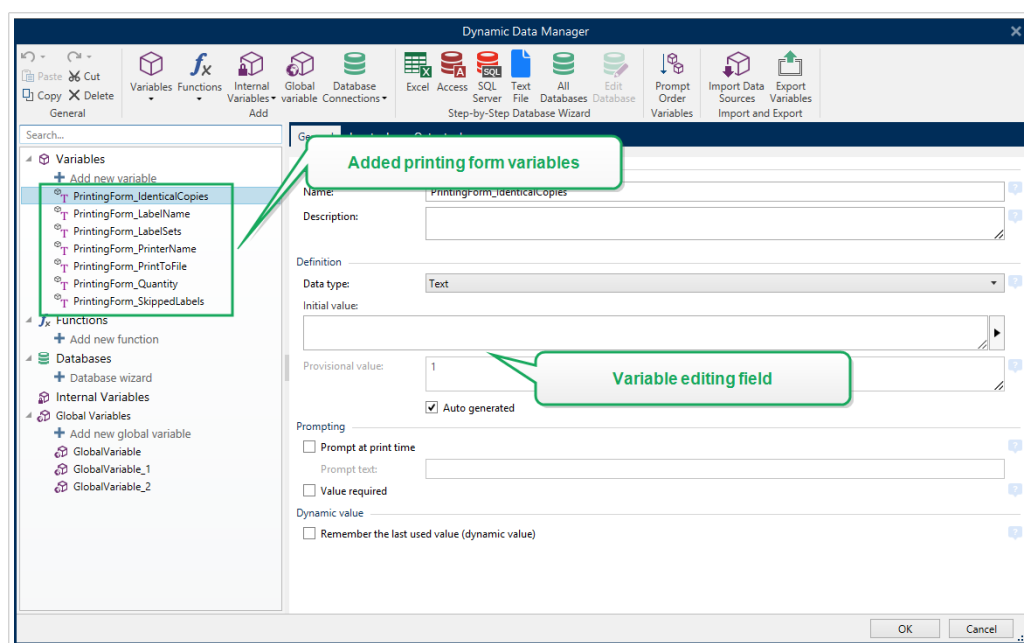 Dynamic Data Manager
Paste
Cut
Copy
Delete
General
Variables
Functions
Internal Variables
Global variable
Database Connections
Add
Excel
Access
SQL Server
Text File
All Databases
Edit Database
Step-by-Step Database Wizard
Prompt Order
Variables
Import Data Sources
Export Variables
Import and Export
Search...
Variables
Add new variable
PrintingForm_IdenticalCopies
PrintingForm_LabelName
PrintingForm_LabelSets
PrintingForm_PrinterName
PrintingForm_PrintToFile
PrintingForm_Quantity
PrintingForm_SkippedLabels
Functions
Add new function
Databases
Database wizard
Internal Variables
Global Variables
Add new global variable
GlobalVariable
GlobalVariable_1
GlobalVariable_2
Added printing form variables
Name:
PrintingForm_IdenticalCopies
Description:
Definition
Data type:
Text
Initial value:
Provisional value:
1
Variable editing field
Auto generated
Prompting
Prompt at print time
Prompt text:
Value required
Dynamic value
Remember the last used value (dynamic value)
OK
Cancel